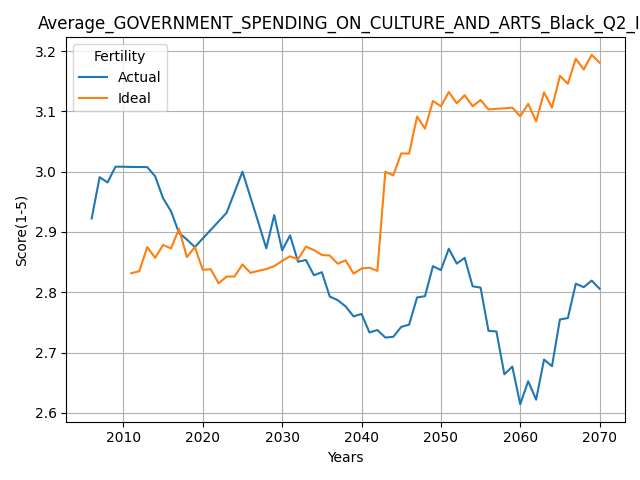 Average_GOVERNMENT_SPENDING_ON_CULTURE_AND_ARTS_Black_Q2_
Fertility
Actual
Ideal
Score(1-5)
3.2
3.1
3.0
2.9
2.8
2.7
2.6
2010 2020 2030 2040 2050 2060 2070
Years